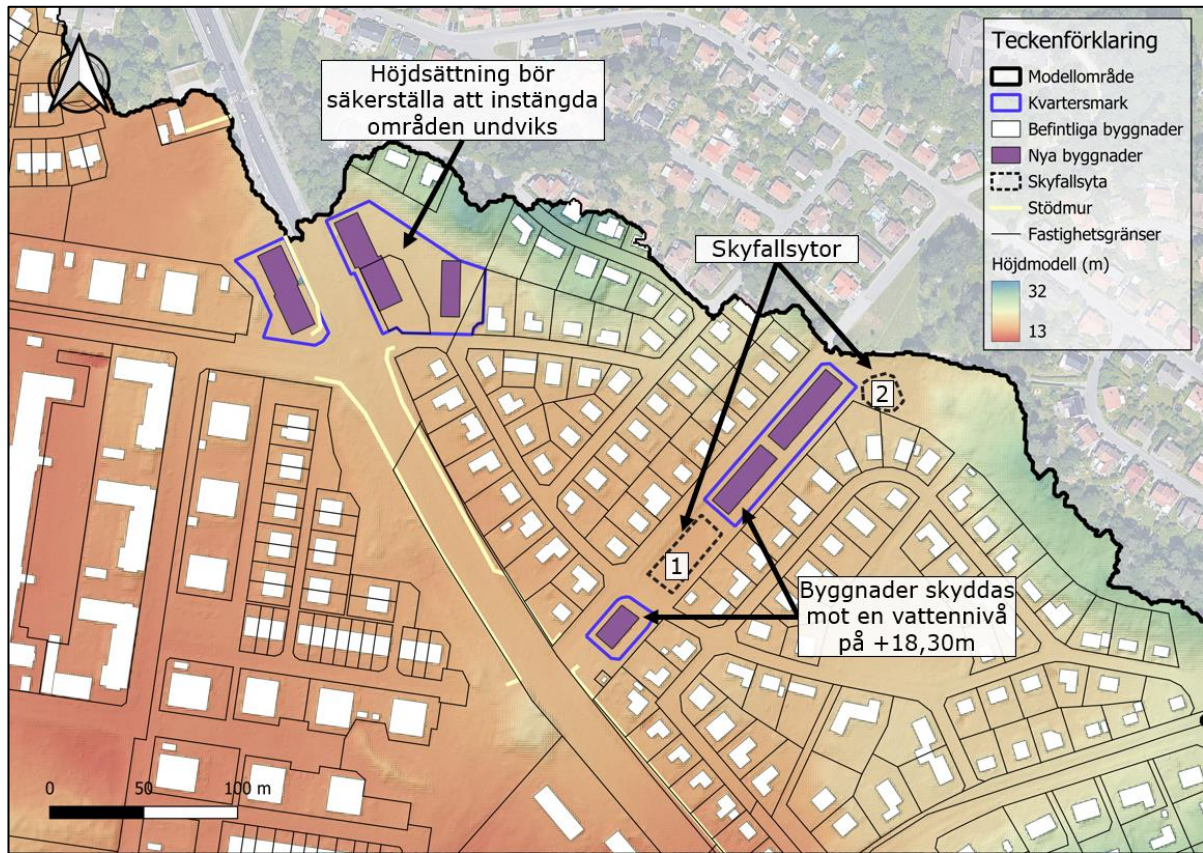 Höjdsättning bör
säkerställa att instängda
områden undviks
Teckenförklaring
Modellområde
Kvartersmark
Befintliga byggnader
Nya byggnader
Skyfallsyta
Stödmur
Fastighetsgränser
Höjdmodell (m)
32
13
Skyfallsytor
2
1
Byggnader skyddas
mot en vattennivå
på +18,30m
0 50 100 m